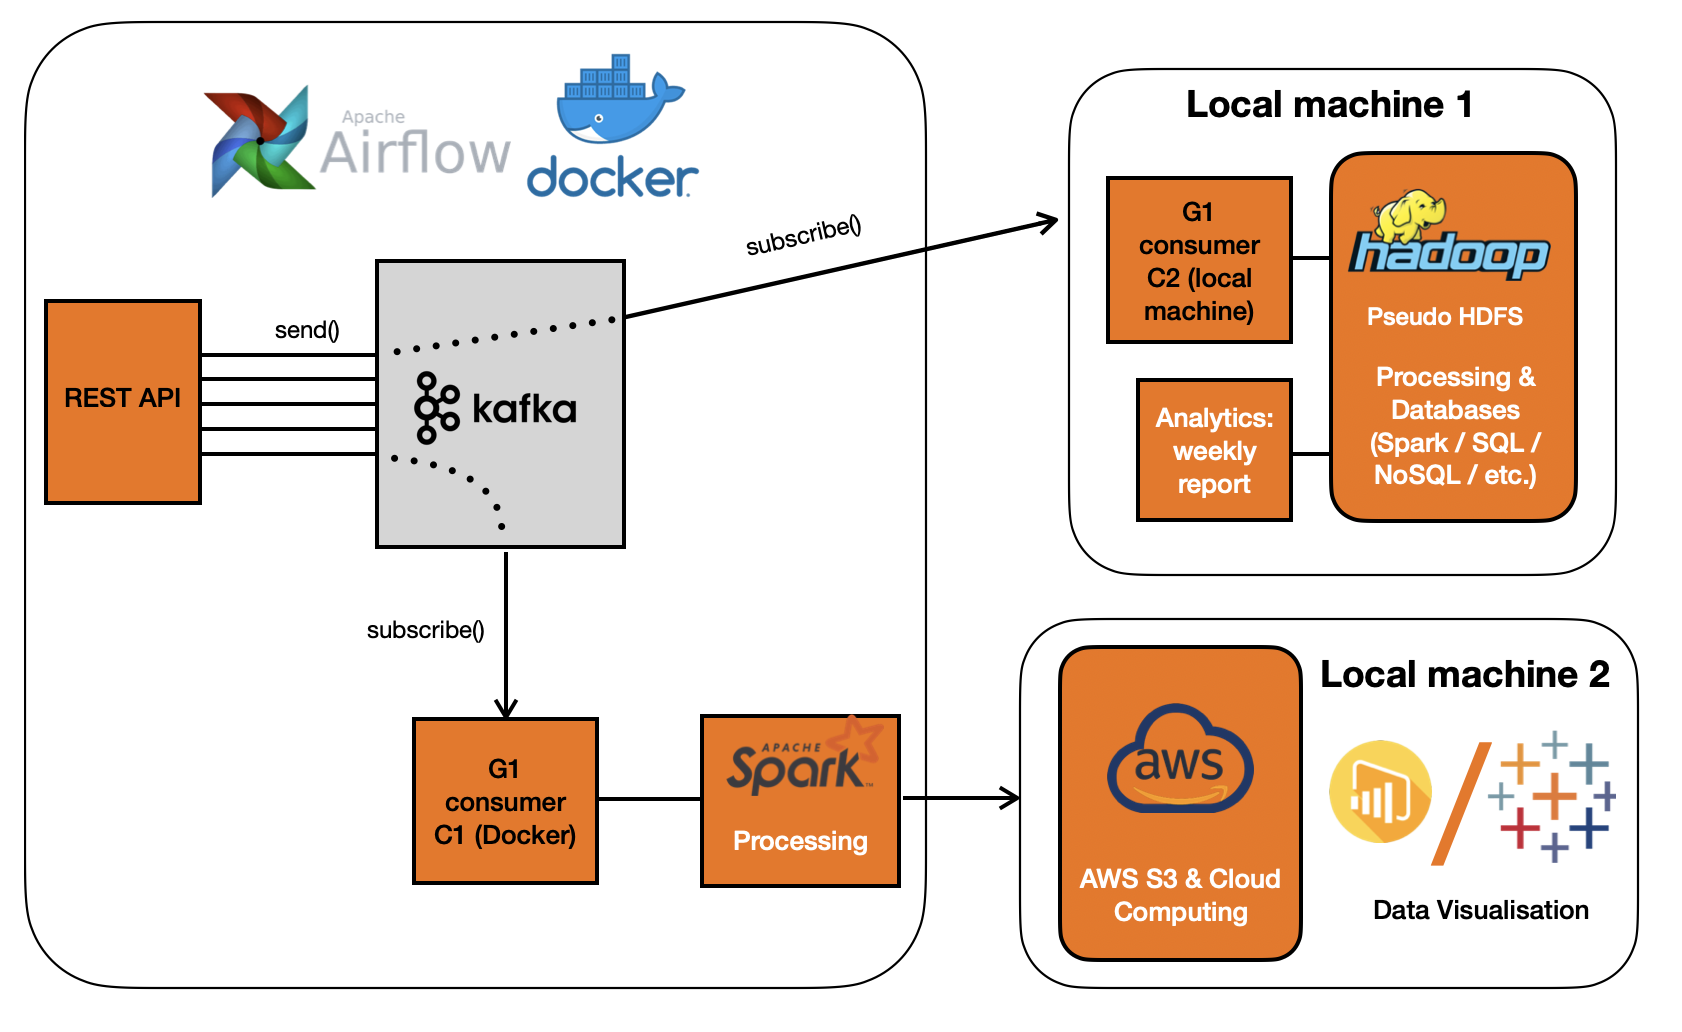 Apache
Airflow
docker
send()
REST API
kafka
subscribe()
subscribe()
G1
consumer
C1 (Docker)
APACHE
Spark™
Processing
Local machine 1
G1
consumer
C2 (local
machine)
hadoop
Pseudo HDFS
Processing &
Databases
(Spark / SQL /
NoSQL / etc.)
Analytics:
weekly
report
Local machine 2
aws
AWS S3 & Cloud
Computing
Data Visualisation